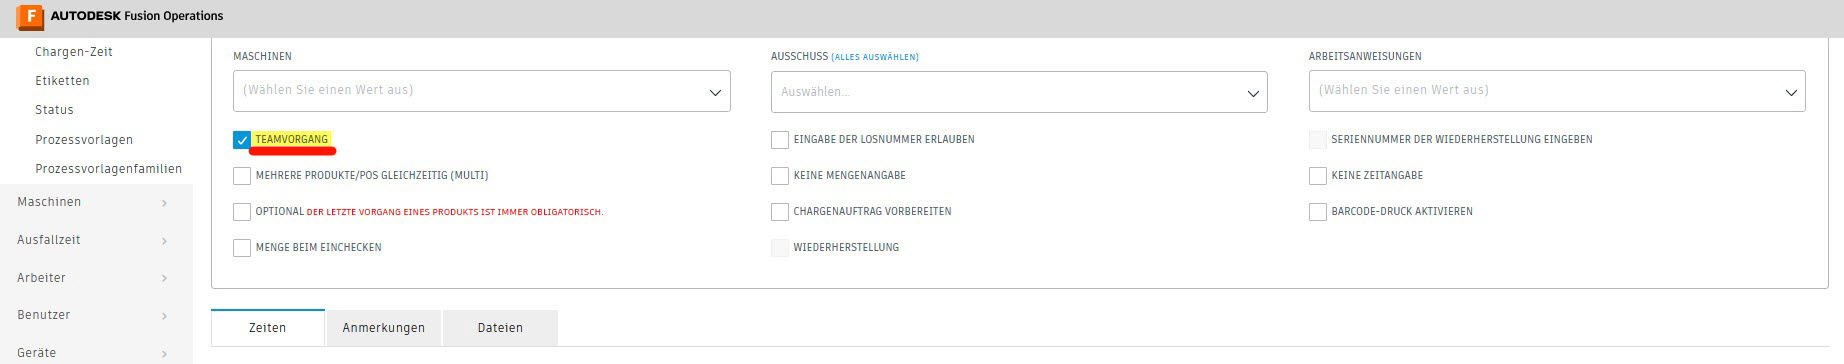 F AUTODESK Fusion Operations
Chargen-Zeit
Etiketten
Status
Prozessvorlagen
Prozessvorlagenfamilien
Maschinen
Ausfallzeit
Arbeiter
Benutzer
Geräte
MASCHINEN
(Wählen Sie einen Wert aus)
AUSSCHUSS (ALLES AUSWÄHLEN)
Auswählen...
ARBEITSANWEISUNGEN
(Wählen Sie einen Wert aus)
TEAMVORGANG
EINGABE DER LOSNUMMER ERLAUBEN
SERIENNUMMER DER WIEDERHERSTELLUNG EINGEBEN
MEHRERE PRODUKTE/POS GLEICHZEITIG (MULTI)
KEINE MENGENANGABE
KEINE ZEITANGABE
OPTIONAL DER LETZTE VORGANG EINES PRODUKTS IST IMMER OBLIGATORISCH.
CHARGENAUFTRAG VORBEREITEN
BARCODE-DRUCK AKTIVIEREN
MENGE BEIM EINCHECKEN
WIEDERHERSTELLUNG
Zeiten
Anmerkungen
Dateien